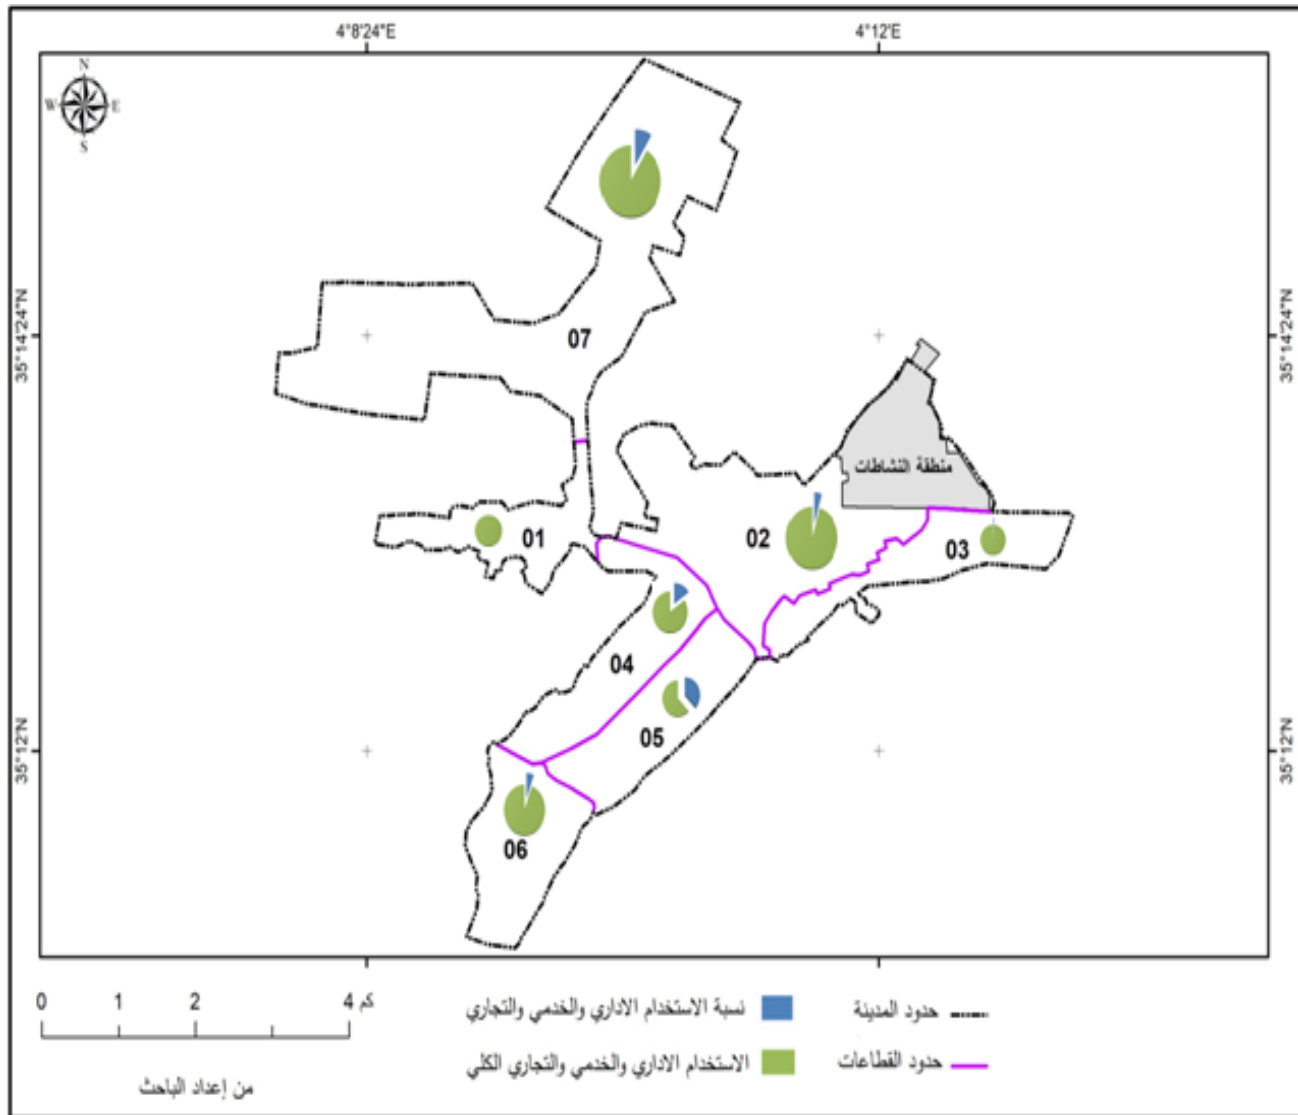 4°8'24"E 4°12'E
N
W E
S
35°14'24"N 35°14'24"N
07
منطقة النشاطات
01 02 03
04
05
35°12'N 35°12'N
06
0 1 2 4 كم
نسبة الاستخدام الاداري والخدمي والتجاري
حدود المدينة
الاستخدام الاداري والخدمي والتجاري الكلي
حدود القطاعات
من إعداد الباحث